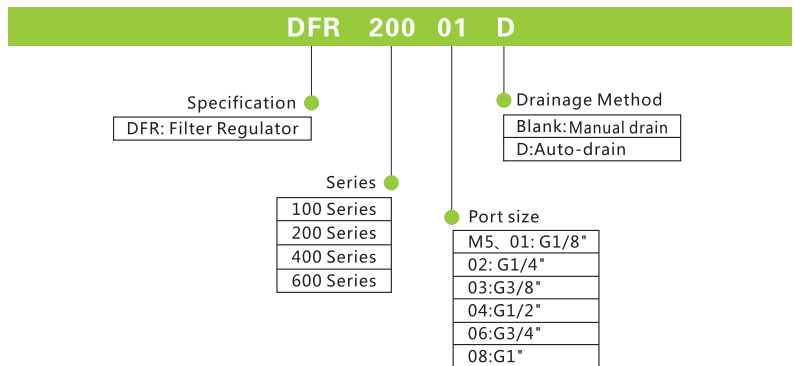 DFR 200 01 D
Specification
DFR: Filter Regulator
Drainage Method
Blank:Manual drain
D:Auto-drain
Series
100 Series
200 Series
400 Series
600 Series
Port size
M5、01: G1/8"
02: G1/4"
03:G3/8"
04:G1/2"
06:G3/4"
08:G1"